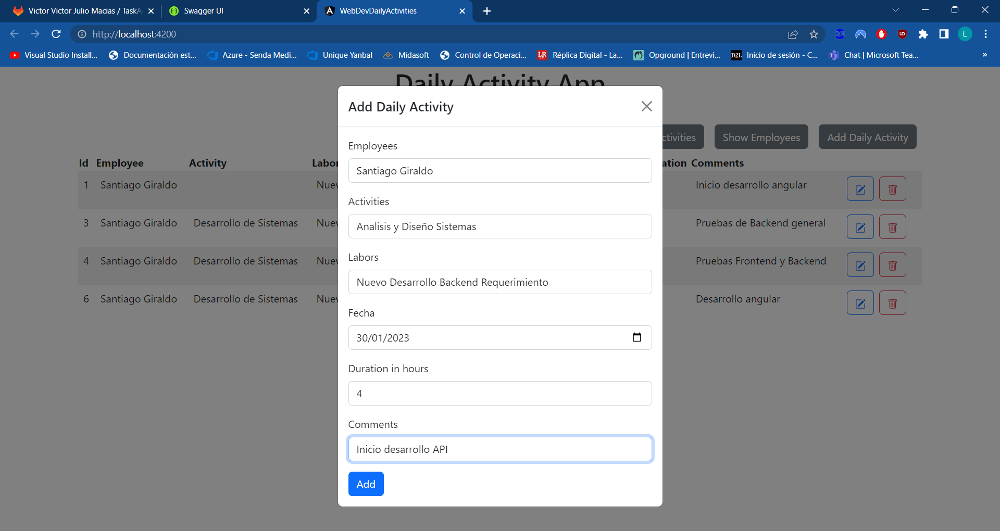 Victor Victor Julio Macias / TaskA
Swagger UI
WebDevDailyActivities
http://localhost:4200
L
Visual Studio Install...
Documentación est...
Azure - Senda Medi...
Unique Yanbal
Midasoft
Control de Operaci...
Réplica Digital - La...
Opground | Entrevi...
Inicio de sesión - C...
Chat | Microsoft Tea...
»
Daily Activity App
ctivities
Show Employees
Add Daily Activity
Id Employee Activity Labor ation Comments
1 Santiago Giraldo Nuev Inicio desarrollo angular
3 Santiago Giraldo Desarrollo de Sistemas Nuev Pruebas de Backend general
4 Santiago Giraldo Desarrollo de Sistemas Nuev Pruebas Frontend y Backend
6 Santiago Giraldo Desarrollo de Sistemas Nuev Desarrollo angular
Add Daily Activity
Employees
Santiago Giraldo
Activities
Analisis y Diseño Sistemas
Labors
Nuevo Desarrollo Backend Requerimiento
Fecha
30/01/2023
Duration in hours
4
Comments
Inicio desarrollo API
Add